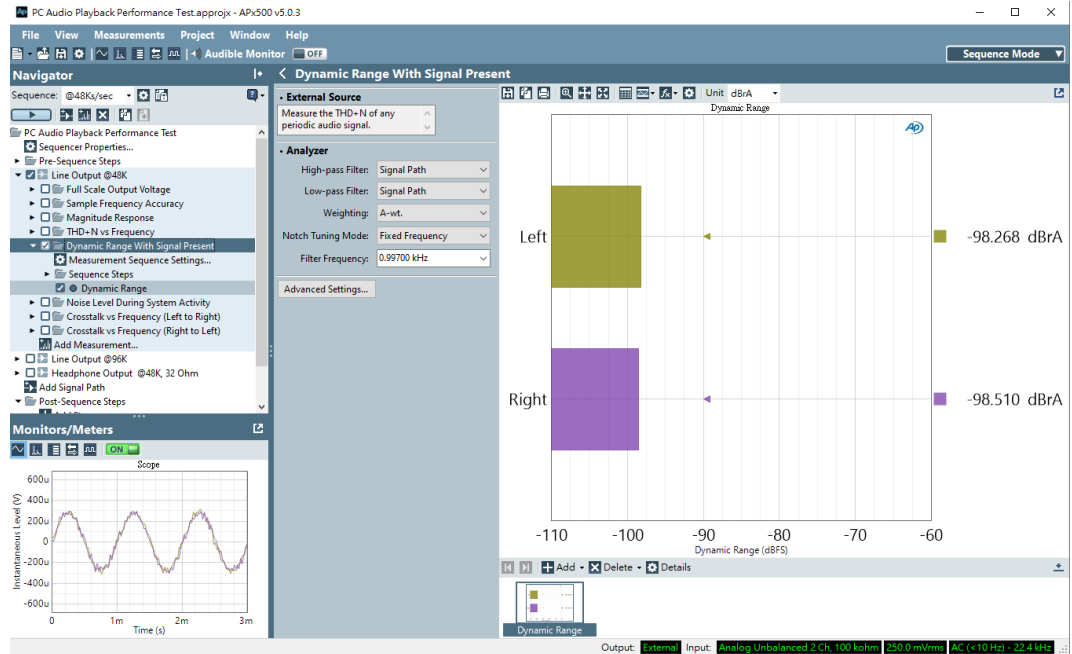 PC Audio Playback Performance Test.approjx - APx500 v5.0.3
File View Measurements Project Window Help
Audible Monitor OFF
Sequence Mode
Navigator
Sequence: @48Ks/sec
PC Audio Playback Performance Test
Sequencer Properties...
Pre-Sequence Steps
Line Output @48K
Full Scale Output Voltage
Sample Frequency Accuracy
Magnitude Response
THD+N vs Frequency
Dynamic Range With Signal Present
Measurement Sequence Settings...
Sequence Steps
Dynamic Range
Noise Level During System Activity
Crosstalk vs Frequency (Left to Right)
Crosstalk vs Frequency (Right to Left)
Add Measurement...
Line Output @96K
Headphone Output @48K, 32 Ohm
Add Signal Path
Post-Sequence Steps
Monitors/Meters
ON
Scope
Instantaneous Level (V)
600u
400u
200u
0
-200u
-400u
-600u
0 1m 2m 3m
Time (s)
Dynamic Range With Signal Present
External Source
Measure the THD+N of any
periodic audio signal.
Analyzer
High-pass Filter: Signal Path
Low-pass Filter: Signal Path
Weighting: A-wt.
Notch Tuning Mode: Fixed Frequency
Filter Frequency: 0.99700 kHz
Advanced Settings...
Unit dBrA
Dynamic Range
AP
Left -98.268 dBrA
Right -98.510 dBrA
-110 -100 -90 -80 -70 -60
Dynamic Range (dBFS)
Add Delete Details
Dynamic Range
Output: External Input: Analog Unbalanced 2 Ch, 100 kohm 250.0 mVrms AC (<10 Hz) - 22.4 kHz